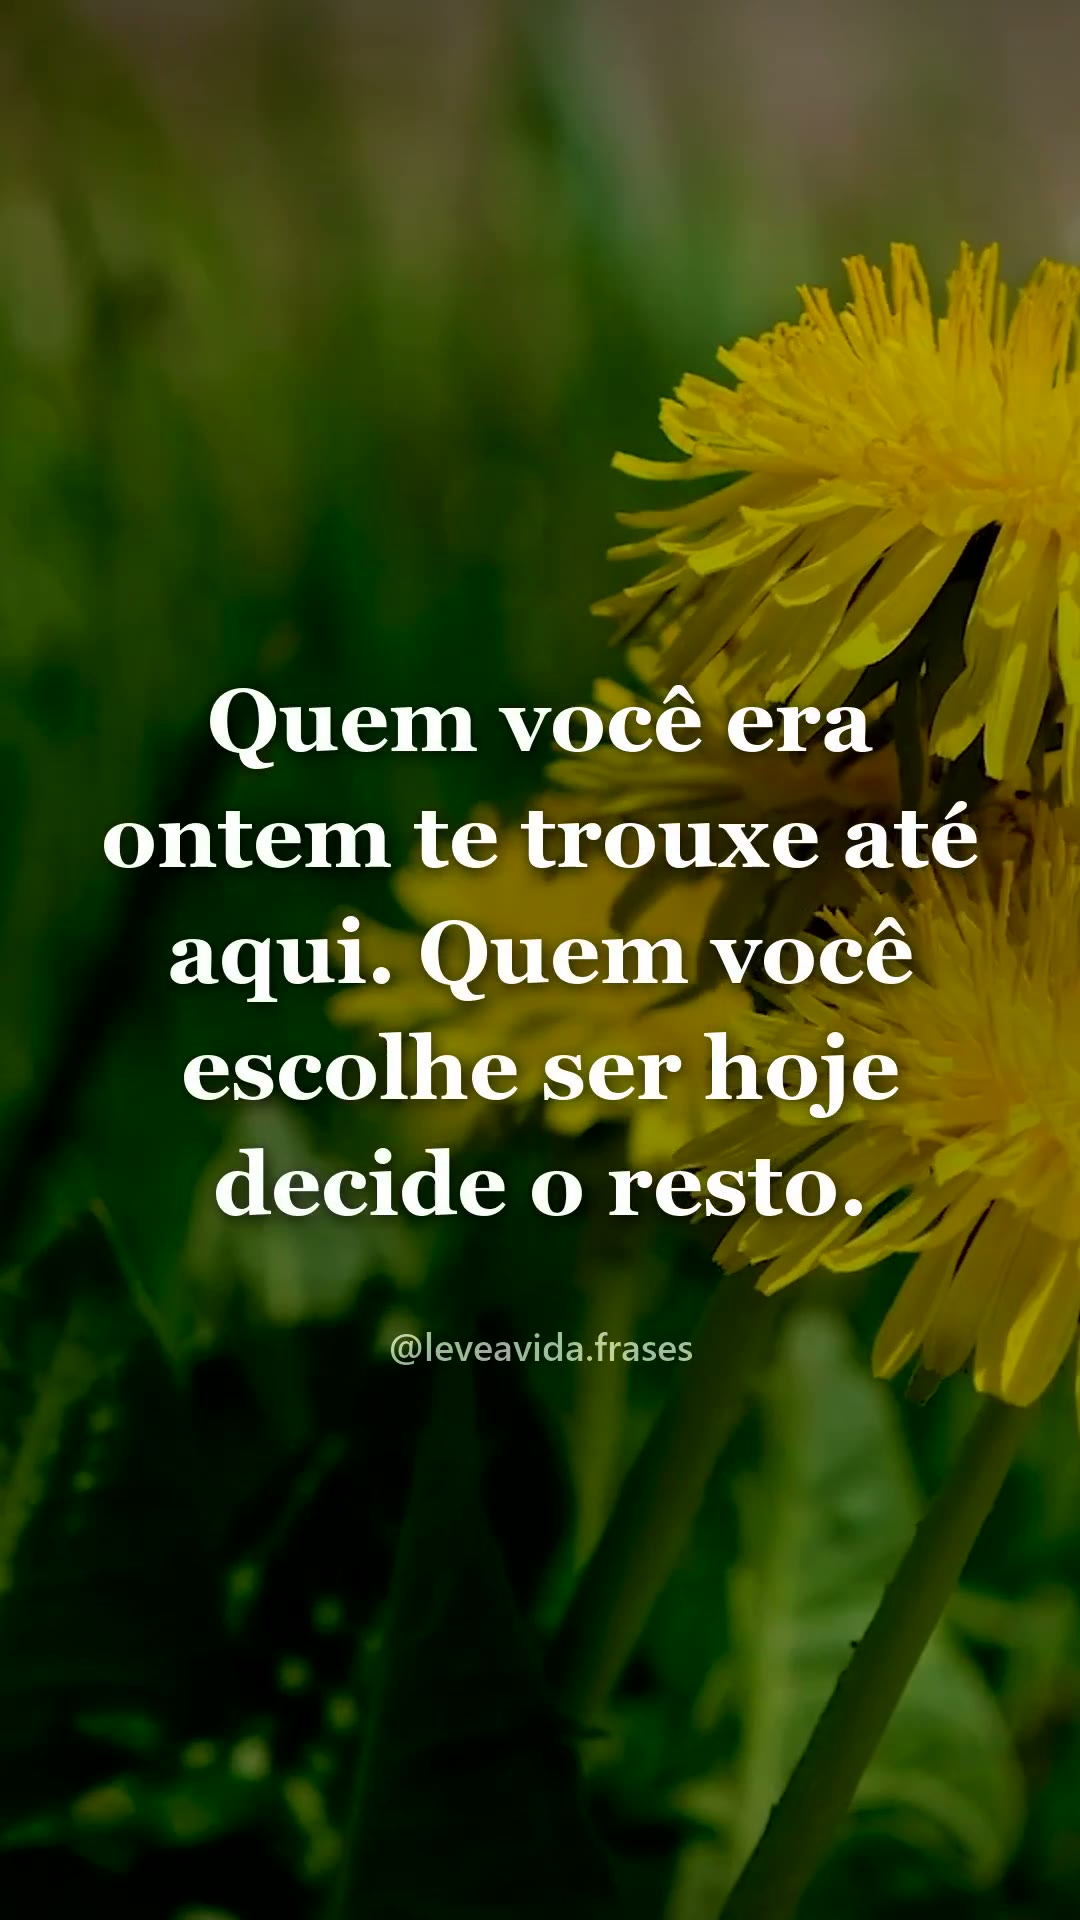 Quem você era
ontem te trouxe até
aqui. Quem você
escolhe ser hoje
decide o resto.
@leveavida.frases